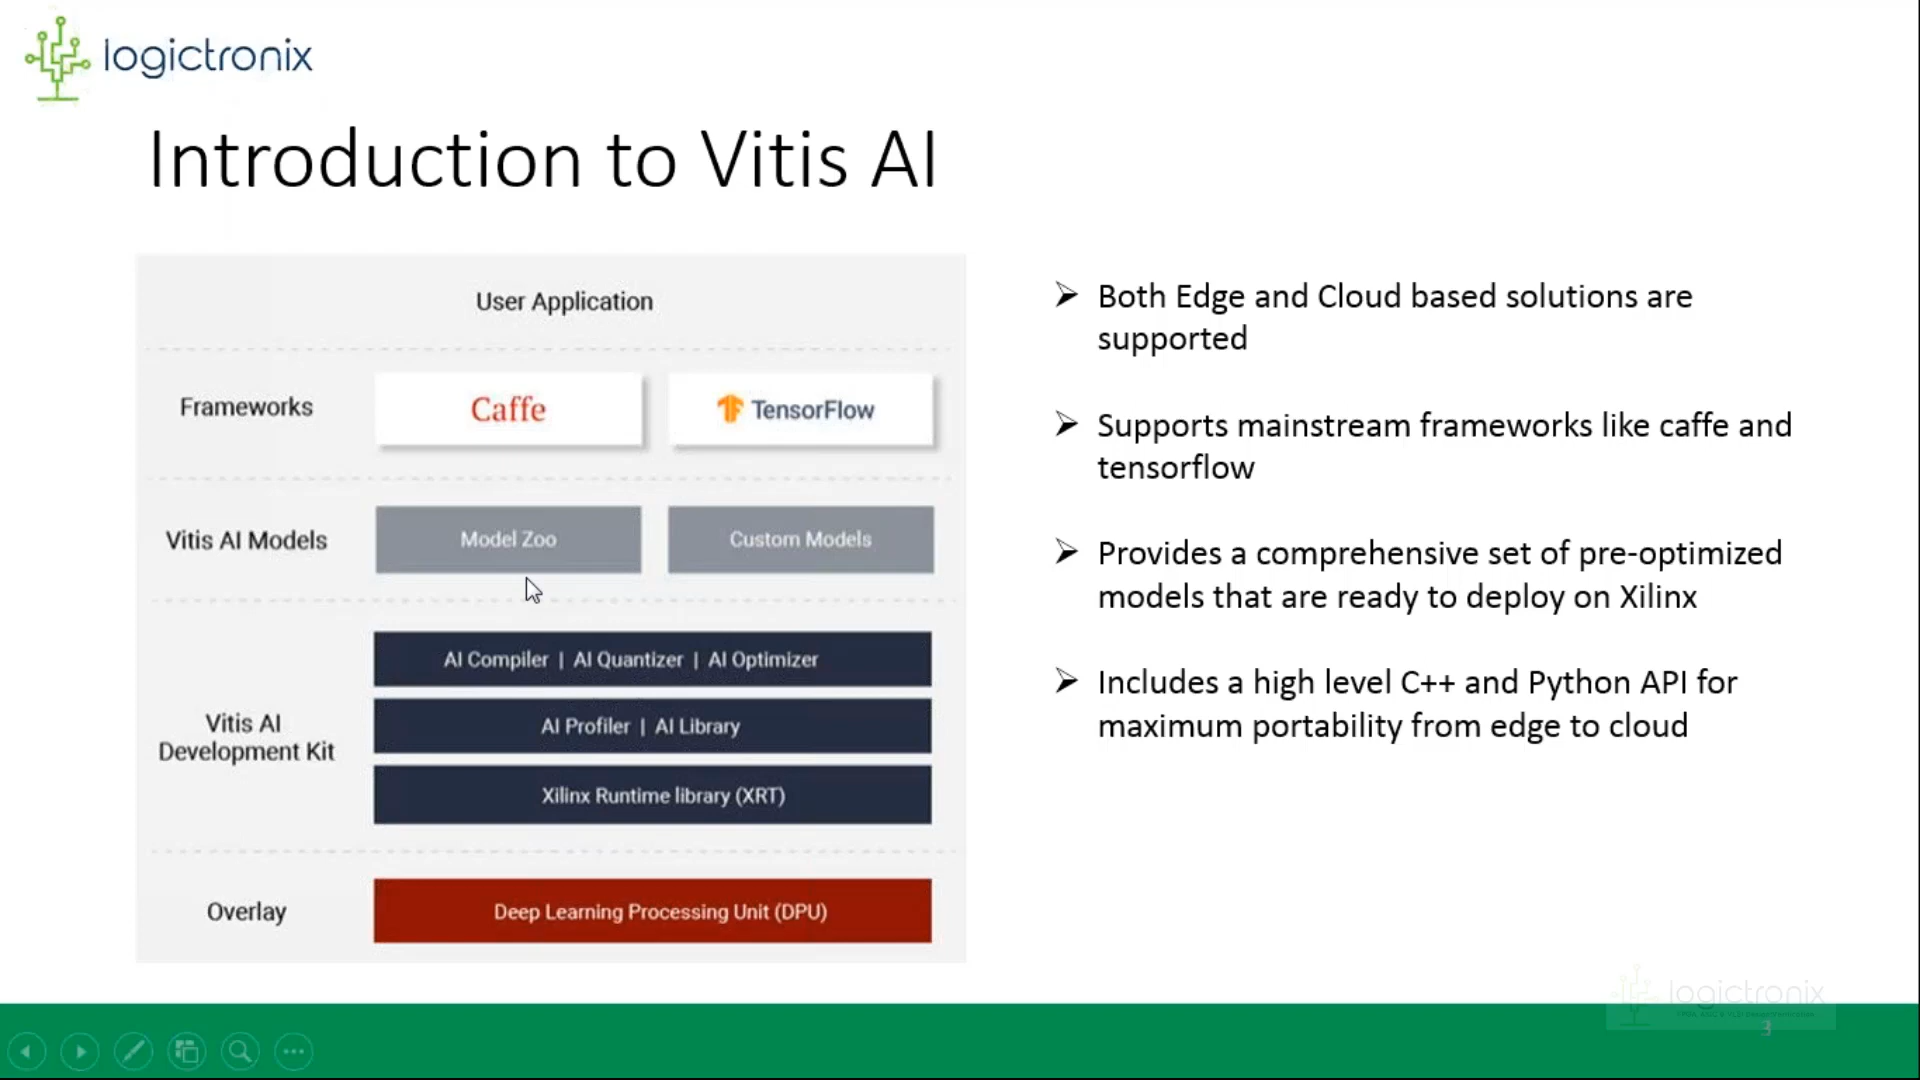 logictronix
Introduction to Vitis AI
User Application
Frameworks
Caffe
TensorFlow
Vitis AI Models
Model Zoo
Custom Models
Vitis AI
Development Kit
AI Compiler | AI Quantizer | AI Optimizer
AI Profiler | AI Library
Xilinx Runtime library (XRT)
Overlay
Deep Learning Processing Unit (DPU)
Both Edge and Cloud based solutions are
supported
Supports mainstream frameworks like caffe and
tensorflow
Provides a comprehensive set of pre-optimized
models that are ready to deploy on Xilinx
Includes a high level C++ and Python API for
maximum portability from edge to cloud
logictronix
3